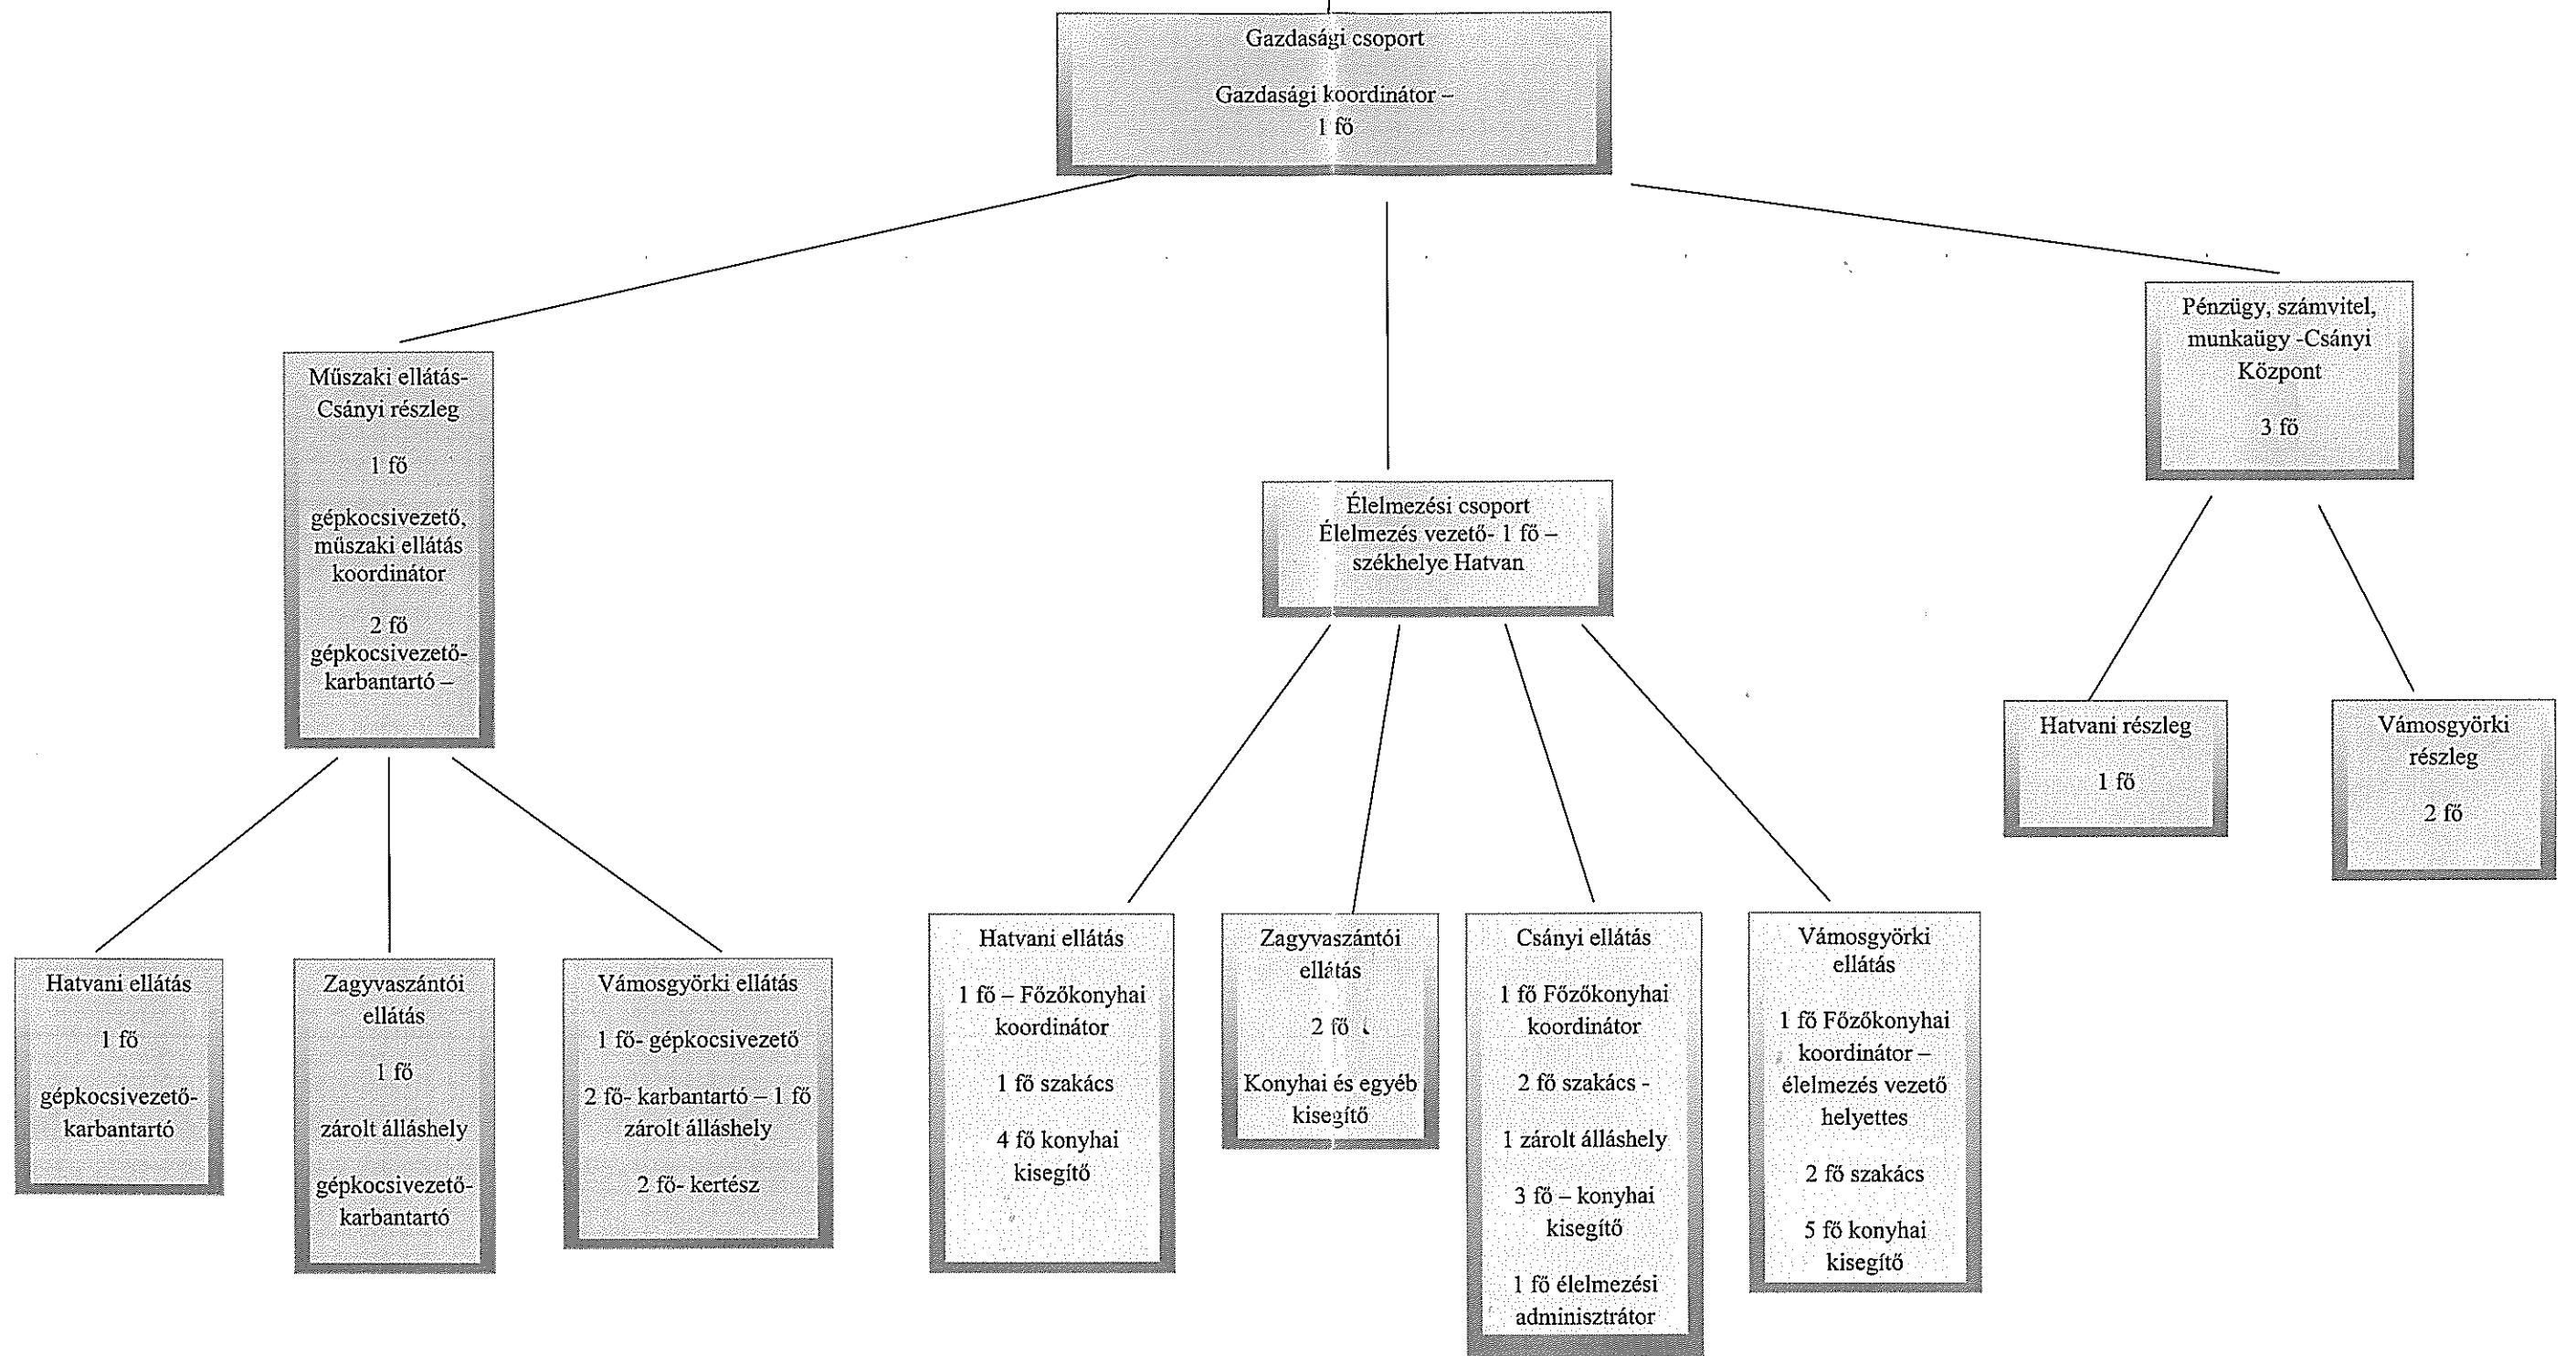 Gazdasági csoport
Gazdasági koordinátor –
1 fő
Műszaki ellátás-
Csányi részleg
1 fő
gépkocsivezető,
műszaki ellátás
koordinátor
2 fő
gépkocsivezető-
karbantartó –
Élelmezési csoport
Élelmezés vezető- 1 fő –
székhelye Hatvan
Pénzügy, számvitel,
munkaügy -Csányi
Központ
3 fő
Hatvani részleg
1 fő
Vámosgyörki
részleg
2 fő
Hatvani ellátás
1 fő
gépkocsivezető-
karbantartó
Zagyvaszántói
ellátás
1 fő
zárolt álláshely
gépkocsivezető-
karbantartó
Vámosgyörki ellátás
1 fő- gépkocsivezető
2 fő- karbantartó – 1 fő
zárolt álláshely
2 fő- kertész
Hatvani ellátás
1 fő – Főzőkonyhai
koordinátor
1 fő szakács
4 fő konyhai
kisegítő
Zagyvaszántói
ellátás
2 fő
Konyhai és egyéb
kisegítő
Csányi ellátás
1 fő Főzőkonyhai
koordinátor
2 fő szakács -
1 zárolt álláshely
3 fő – konyhai
kisegítő
1 fő élelmezési
adminisztrátor
Vámosgyörki
ellátás
1 fő Főzőkonyhai
koordinátor –
élelmezés vezető
helyettes
2 fő szakács
5 fő konyhai
kisegítő